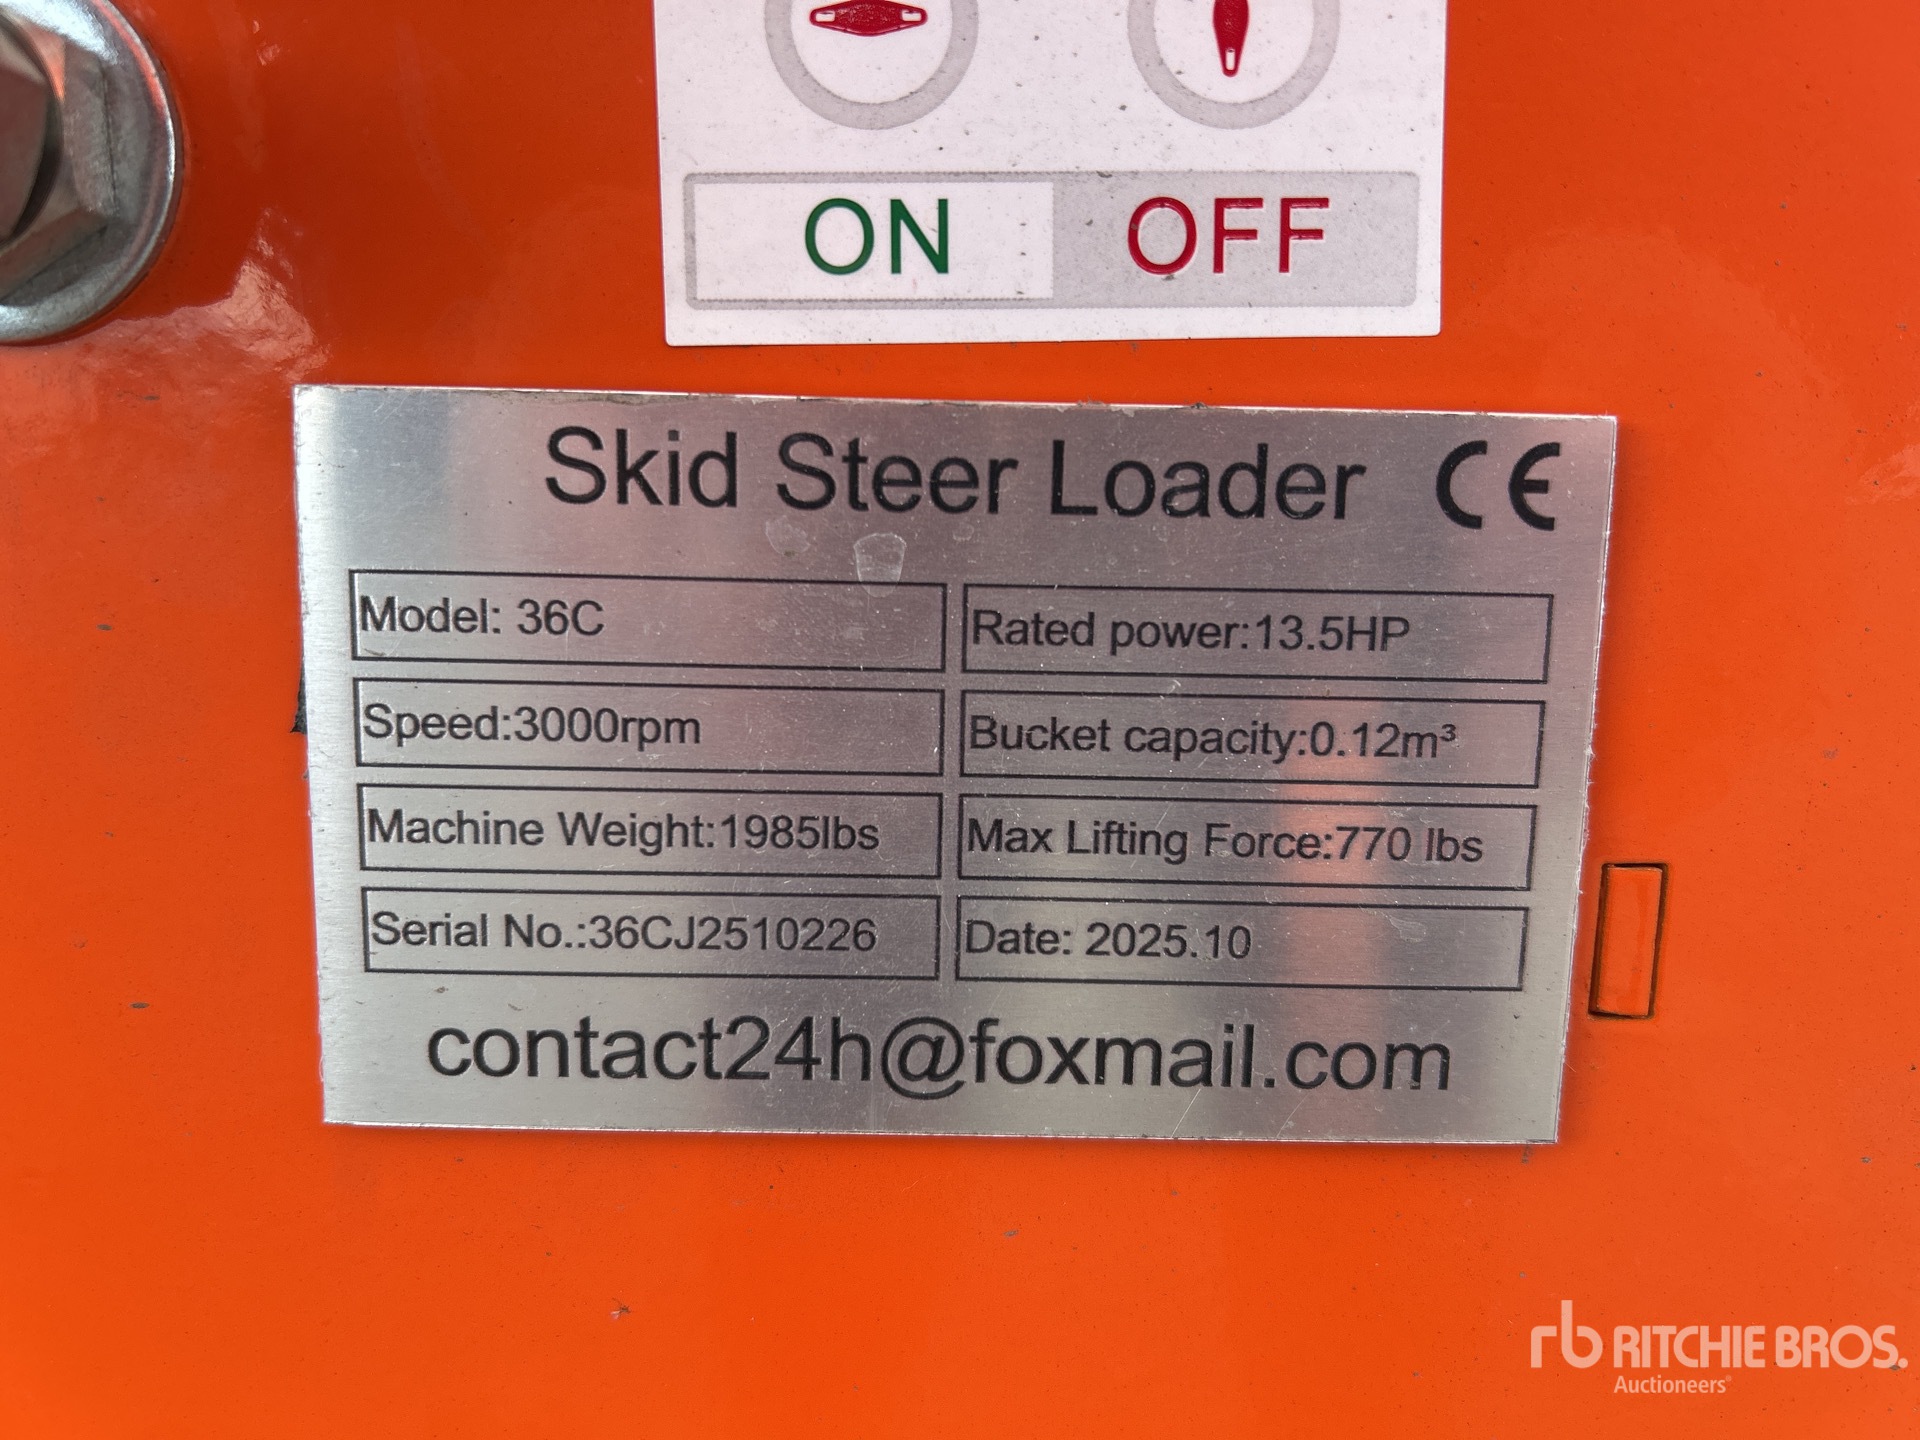 ON OFF
Skid Steer Loader CE
Model: 36C
Rated power:13.5HP
Speed:3000rpm
Bucket capacity:0.12m³
Machine Weight:1985lbs
Max Lifting Force:770 lbs
Serial No.:36CJ2510226
Date: 2025.10
contact24h@foxmail.com
rb RITCHIE BROS.
Auctioneers®